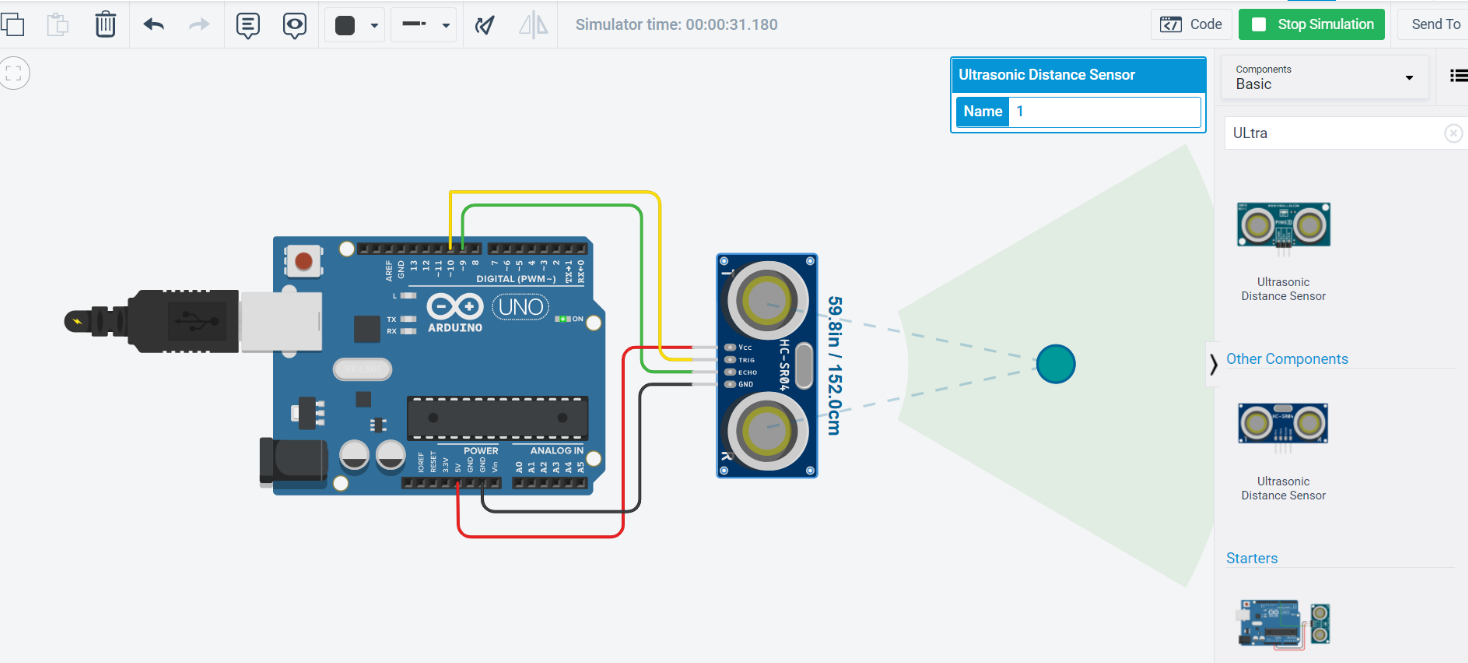 Simulator time: 00:00:31.180
Code
Stop Simulation
Send To
Ultrasonic Distance Sensor
Name 1
Components
Basic
ULtra
Ultrasonic
Distance Sensor
Other Components
HC-SR04
Ultrasonic
Distance Sensor
Starters
AREF
GND
13
12
~11
~10
~9
8
7
~6
~5
4
~3
2
TX→1
RX←0
DIGITAL (PWM~)
L
TX
RX
ARDUINO
UNO
ON
POWER
ANALOG IN
IOREF
RESET
3.3V
5V
GND
GND
Vin
A0
A1
A2
A3
A4
A5
T
Vcc
TRIG
ECHO
GND
HC-SR04
R
59.8in / 152.0cm